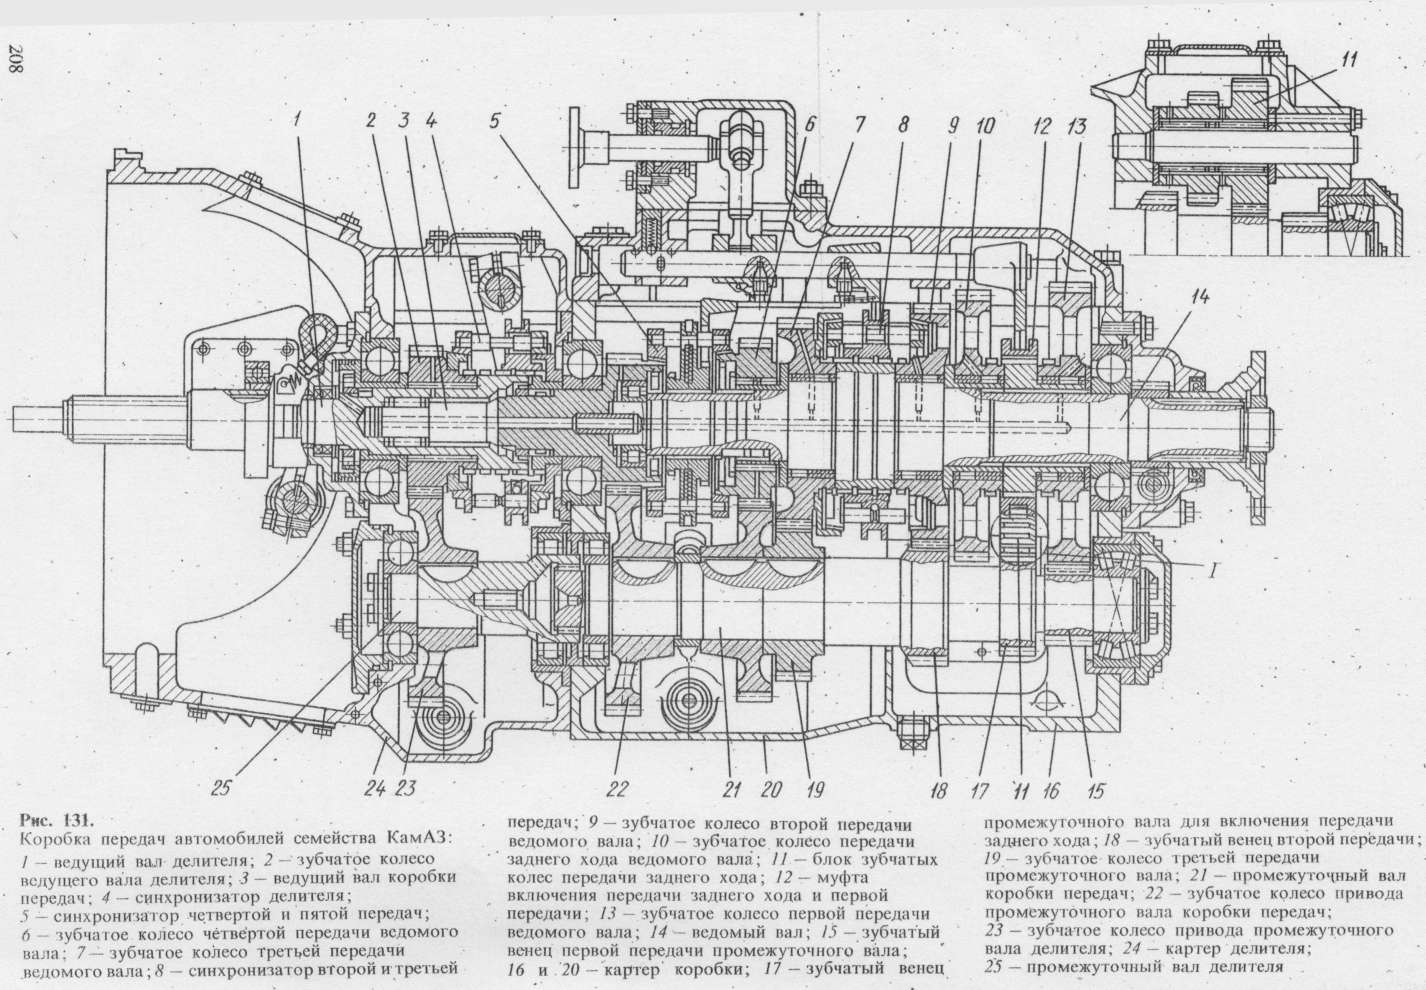 208
11
1 2 3 4 5 6 7 8 9 10 12 13
14
I
25 24 23 22 21 20 19 18 17 11 16 15
Рис. 131.
Коробка передач автомобилей семейства КамАЗ:
1 — ведущий вал делителя; 2 — зубчатое колесо
ведущего вала делителя; 3 — ведущий вал коробки
передач; 4 — синхронизатор делителя;
5 — синхронизатор четвертой и пятой передач;
6 — зубчатое колесо четвёртой передачи ведомого
вала; 7 — зубчатое колесо третьей передачи
ведомого вала; 8 — синхронизатор второй и третьей
передач; 9 — зубчатое колесо второй передачи
ведомого вала; 10 — зубчатое колесо передачи
заднего хода ведомого вала; 11 — блок зубчатых
колес передачи заднего хода; 12 — муфта
включения передачи заднего хода и первой
передачи; 13 — зубчатое колесо первой передачи
ведомого вала; 14 — ведомый вал; 15 — зубчатый
венец первой передачи промежуточного вала;
16 и 20 — картер коробки; 17 — зубчатый венец
промежуточного вала для включения передачи
заднего хода; 18 — зубчатый венец второй передачи;
19 — зубчатое колесо третьей передачи
промежуточного вала; 21 — промежуточный вал
коробки передач; 22 — зубчатое колесо привода
промежуточного вала коробки передач;
23 — зубчатое колесо привода промежуточного
вала делителя; 24 — картер делителя;
25 — промежуточный вал делителя